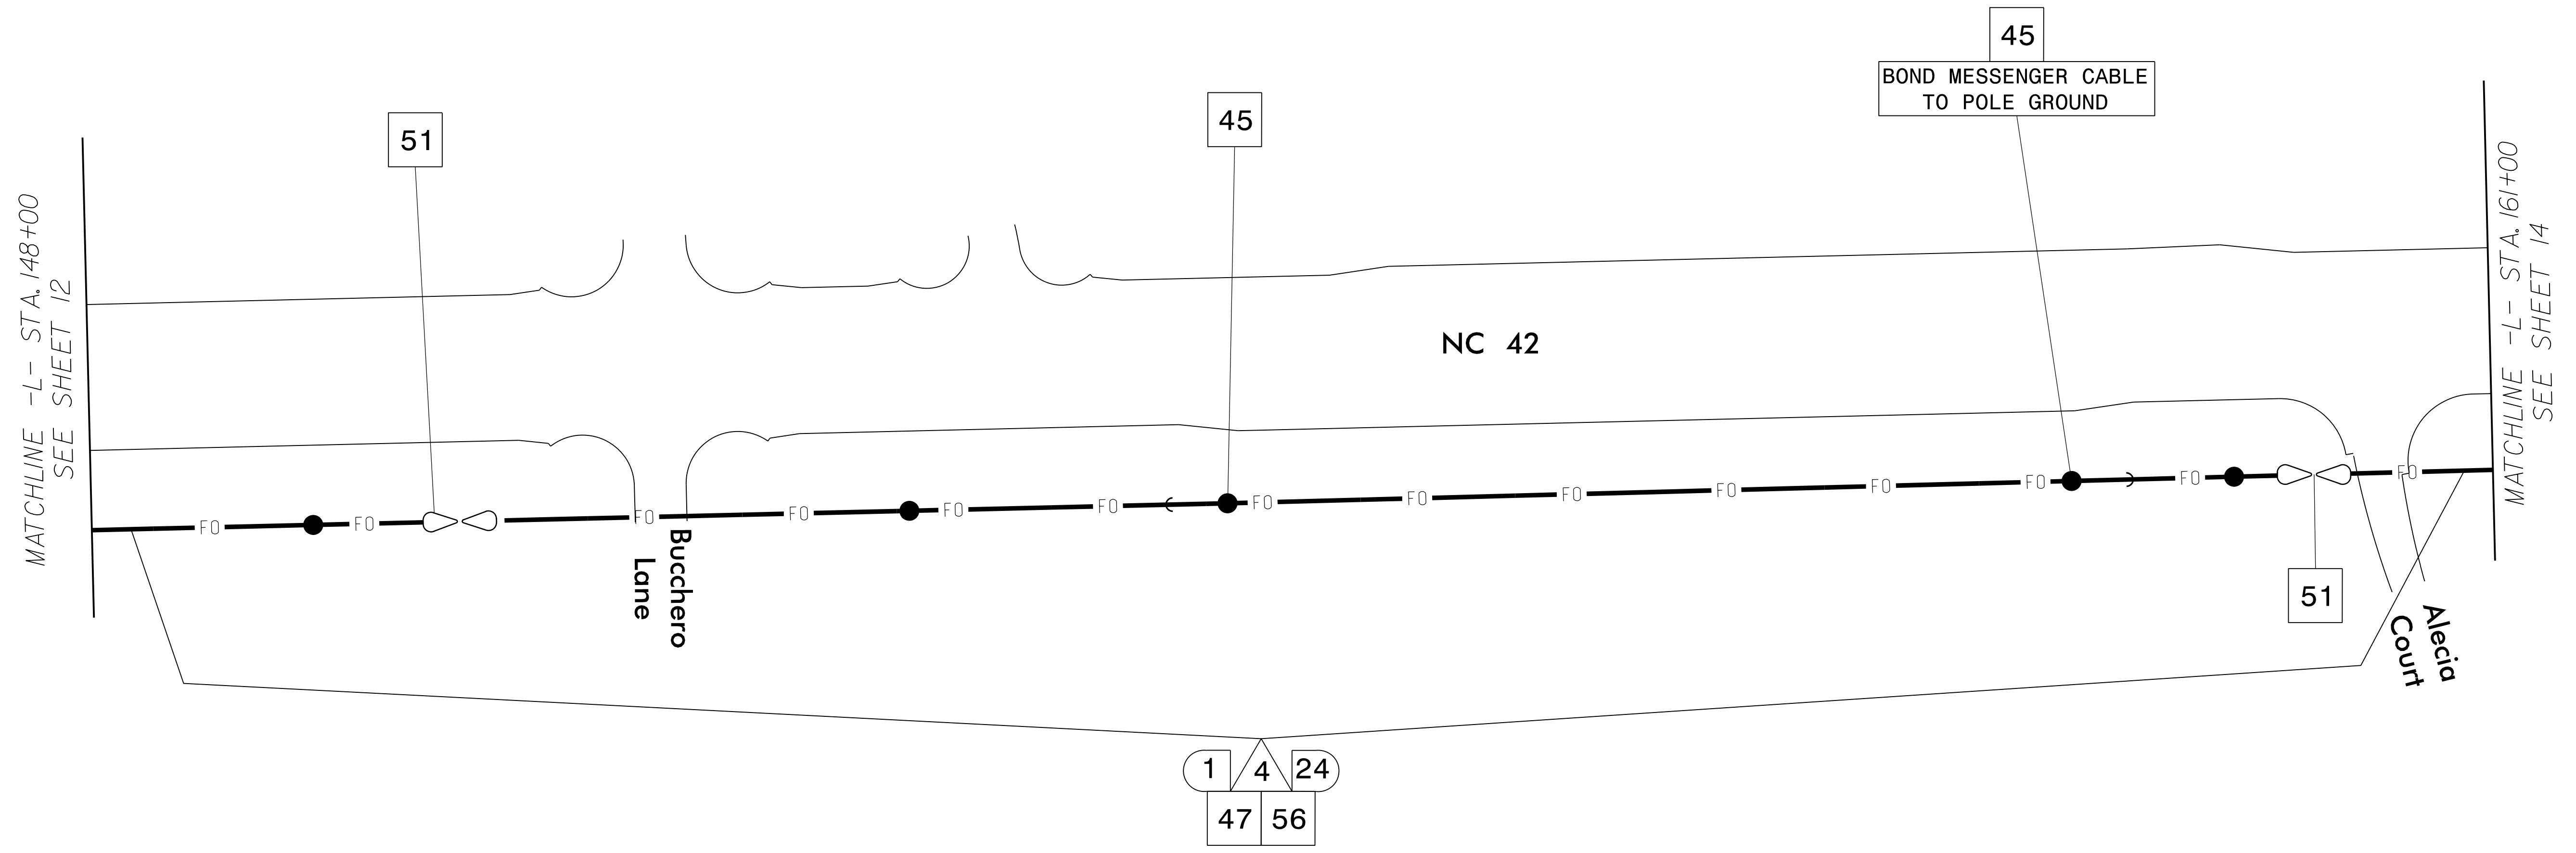 45
BOND MESSENGER CABLE
TO POLE GROUND
45
51
MATCHLINE -L- STA. 148+00
SEE SHEET 12
MATCHLINE -L- STA. 161+00
SEE SHEET 14
NC 42
FO FO FO FO FO FO FO FO FO FO FO FO FO FO FO
Bucchero
Lane
51
Alecia
Court
1 4 24
47 56